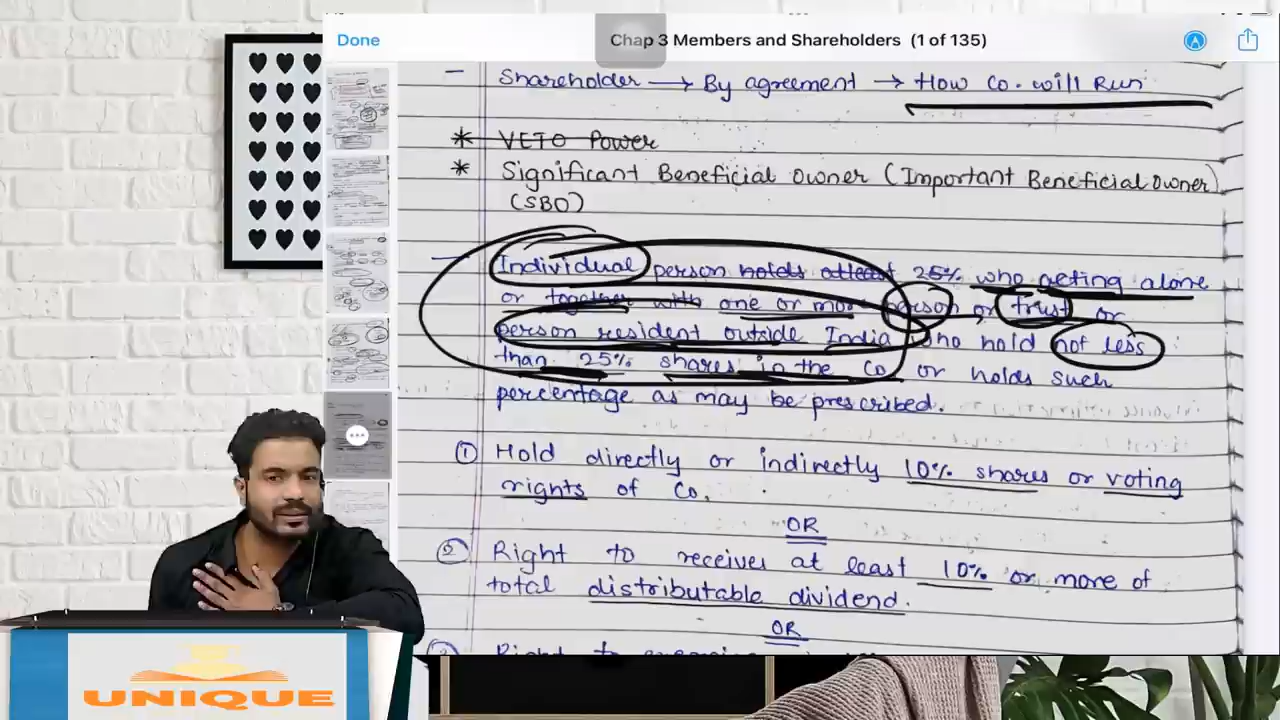 Done
Chap 3 Members and Shareholders (1 of 135)
– Shareholder → By agreement → How Co. will Run
* VETO Power
* Significant Beneficial Owner (Important Beneficial Owner)
(SBO)
– Individual person holds atleast 25% who acting alone
or together with one or more person or trust or
person resident outside India who hold not less
than 25% shares in the Co or holds such
percentage as may be prescribed.
① Hold directly or indirectly 10% shares or voting
rights of Co.
OR
② Right to receives at least 10% or more of
total distributable dividend.
OR
Right to
UNIQUE